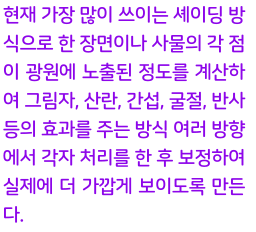 현재 가장 많이 쓰이는 셰이딩 방
식으로 한 장면이나 사물의 각 점
이 광원에 노출된 정도를 계산하
여 그림자, 산란, 간섭, 굴절, 반사
등의 효과를 주는 방식 여러 방향
에서 각자 처리를 한 후 보정하여
실제에 더 가깝게 보이도록 만든
다.